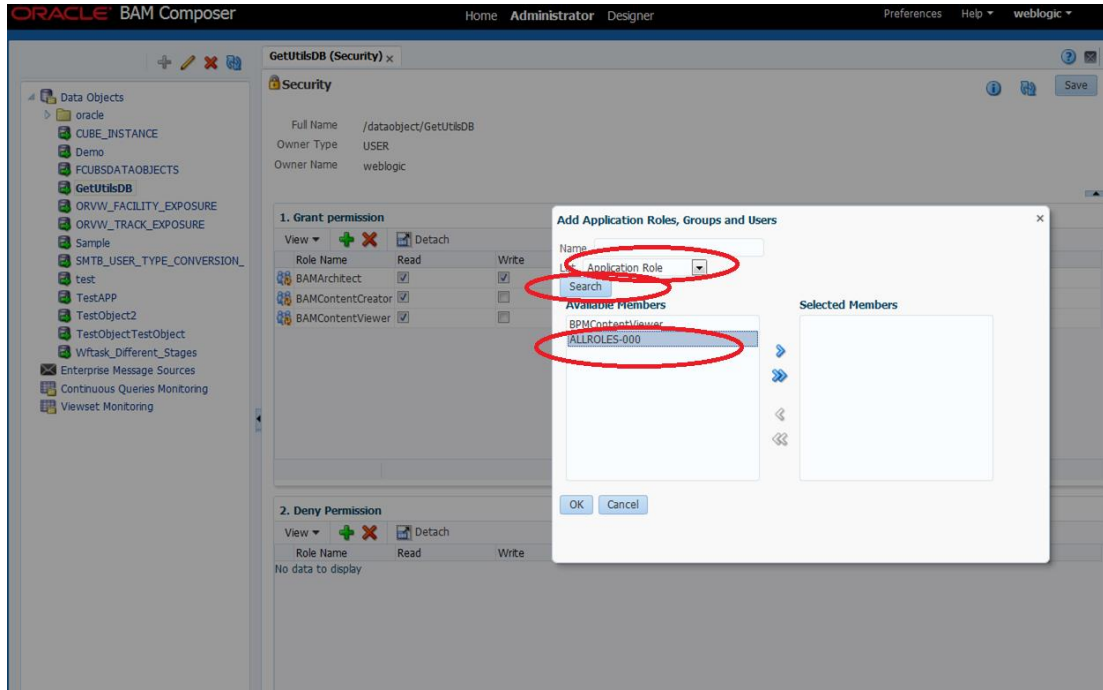 ORACLE BAM Composer
Home Administrator Designer
Preferences Help weblogic
GetUtilsDB (Security)
Security
Save
Full Name /dataobject/GetUtilsDB
Owner Type USER
Owner Name weblogic
Data Objects
oracle
CUBE_INSTANCE
Demo
FCUBSDATAOBJECTS
GetUtilsDB
ORVW_FACILITY_EXPOSURE
ORVW_TRACK_EXPOSURE
Sample
SMTB_USER_TYPE_CONVERSION_
test
TestAPP
TestObject2
TestObjectTestObject
Wftask_Different_Stages
Enterprise Message Sources
Continuous Queries Monitoring
Viewset Monitoring
1. Grant permission
View Detach
Role Name Read Write
BAMArchitect
BAMContentCreator
BAMContentViewer
2. Deny Permission
View Detach
Role Name Read Write
No data to display
Add Application Roles, Groups and Users
Name
List Application Role
Search
Available Members Selected Members
BPMContentViewer
ALLROLES-000
OK Cancel